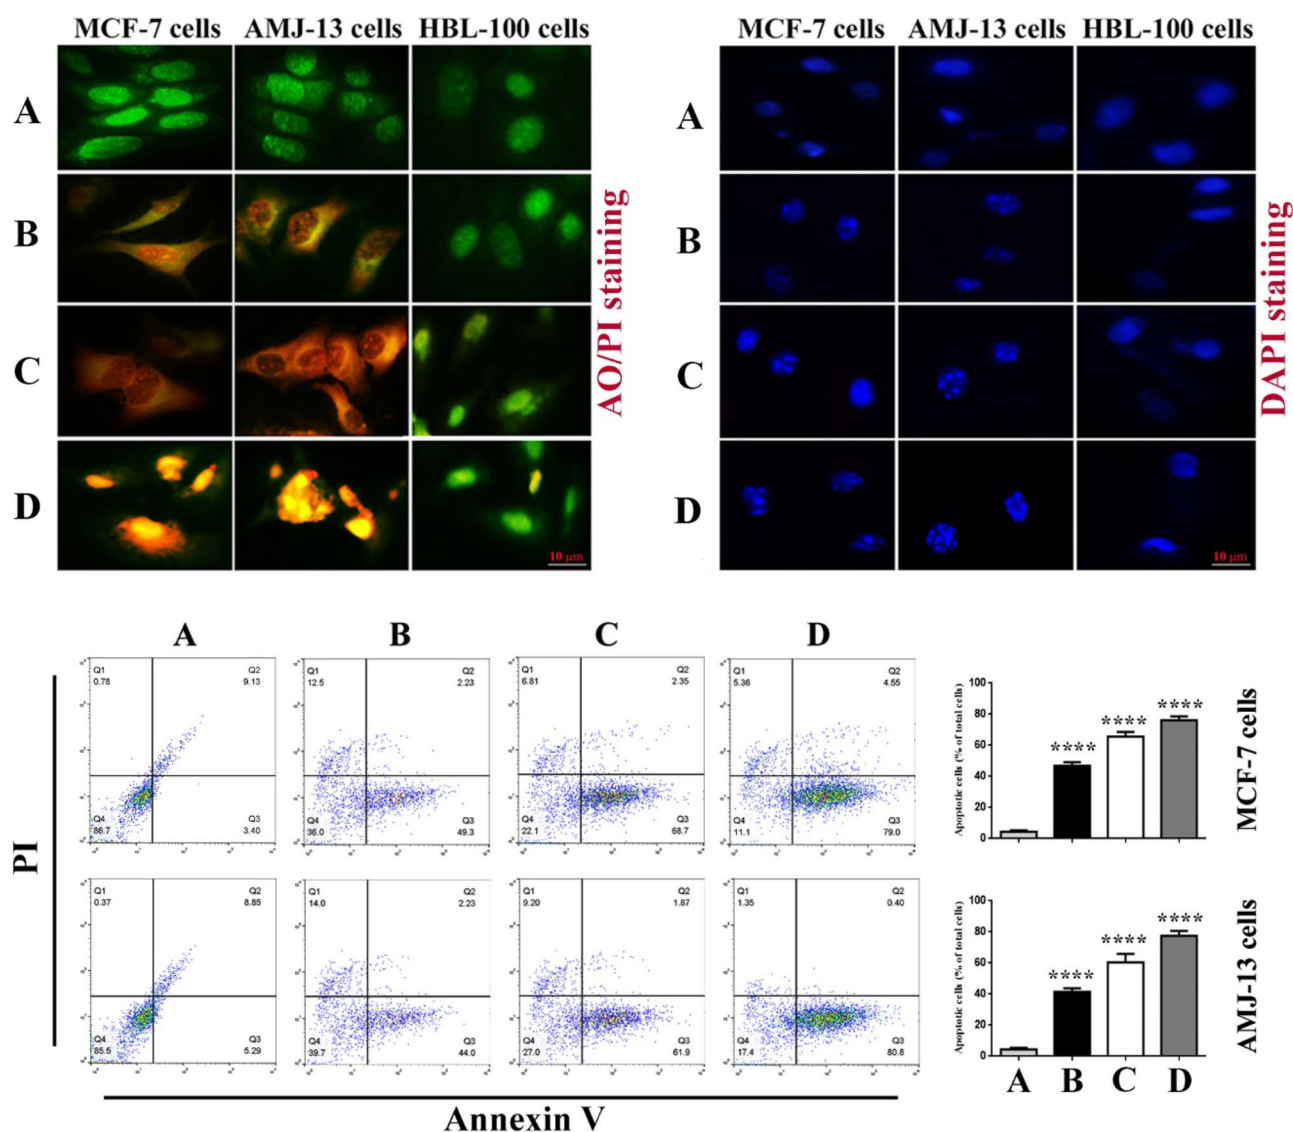 MCF-7 cells AMJ-13 cells HBL-100 cells
A
B
C
D
AO/PI staining
10 µm
MCF-7 cells AMJ-13 cells HBL-100 cells
A
B
C
D
DAPI staining
10 µm
A B C D
PI
Q1 Q2
0.78 9.13
Q4 Q3
86.7 3.40
Q1 Q2
12.5 2.23
Q4 Q3
36.0 49.3
Q1 Q2
6.81 2.35
Q4 Q3
22.1 68.7
Q1 Q2
5.36 4.55
Q4 Q3
11.1 79.0
Apoptotic cells (% of total cells)
100
80
60
40
20
0
**** **** ****
MCF-7 cells
Q1 Q2
0.37 8.85
Q4 Q3
85.5 5.29
Q1 Q2
14.0 2.23
Q4 Q3
39.7 44.0
Q1 Q2
9.20 1.87
Q4 Q3
27.0 61.9
Q1 Q2
1.35 0.40
Q4 Q3
17.4 80.8
Apoptotic cells (% of total cells)
100
80
60
40
20
0
**** **** ****
A B C D
AMJ-13 cells
Annexin V